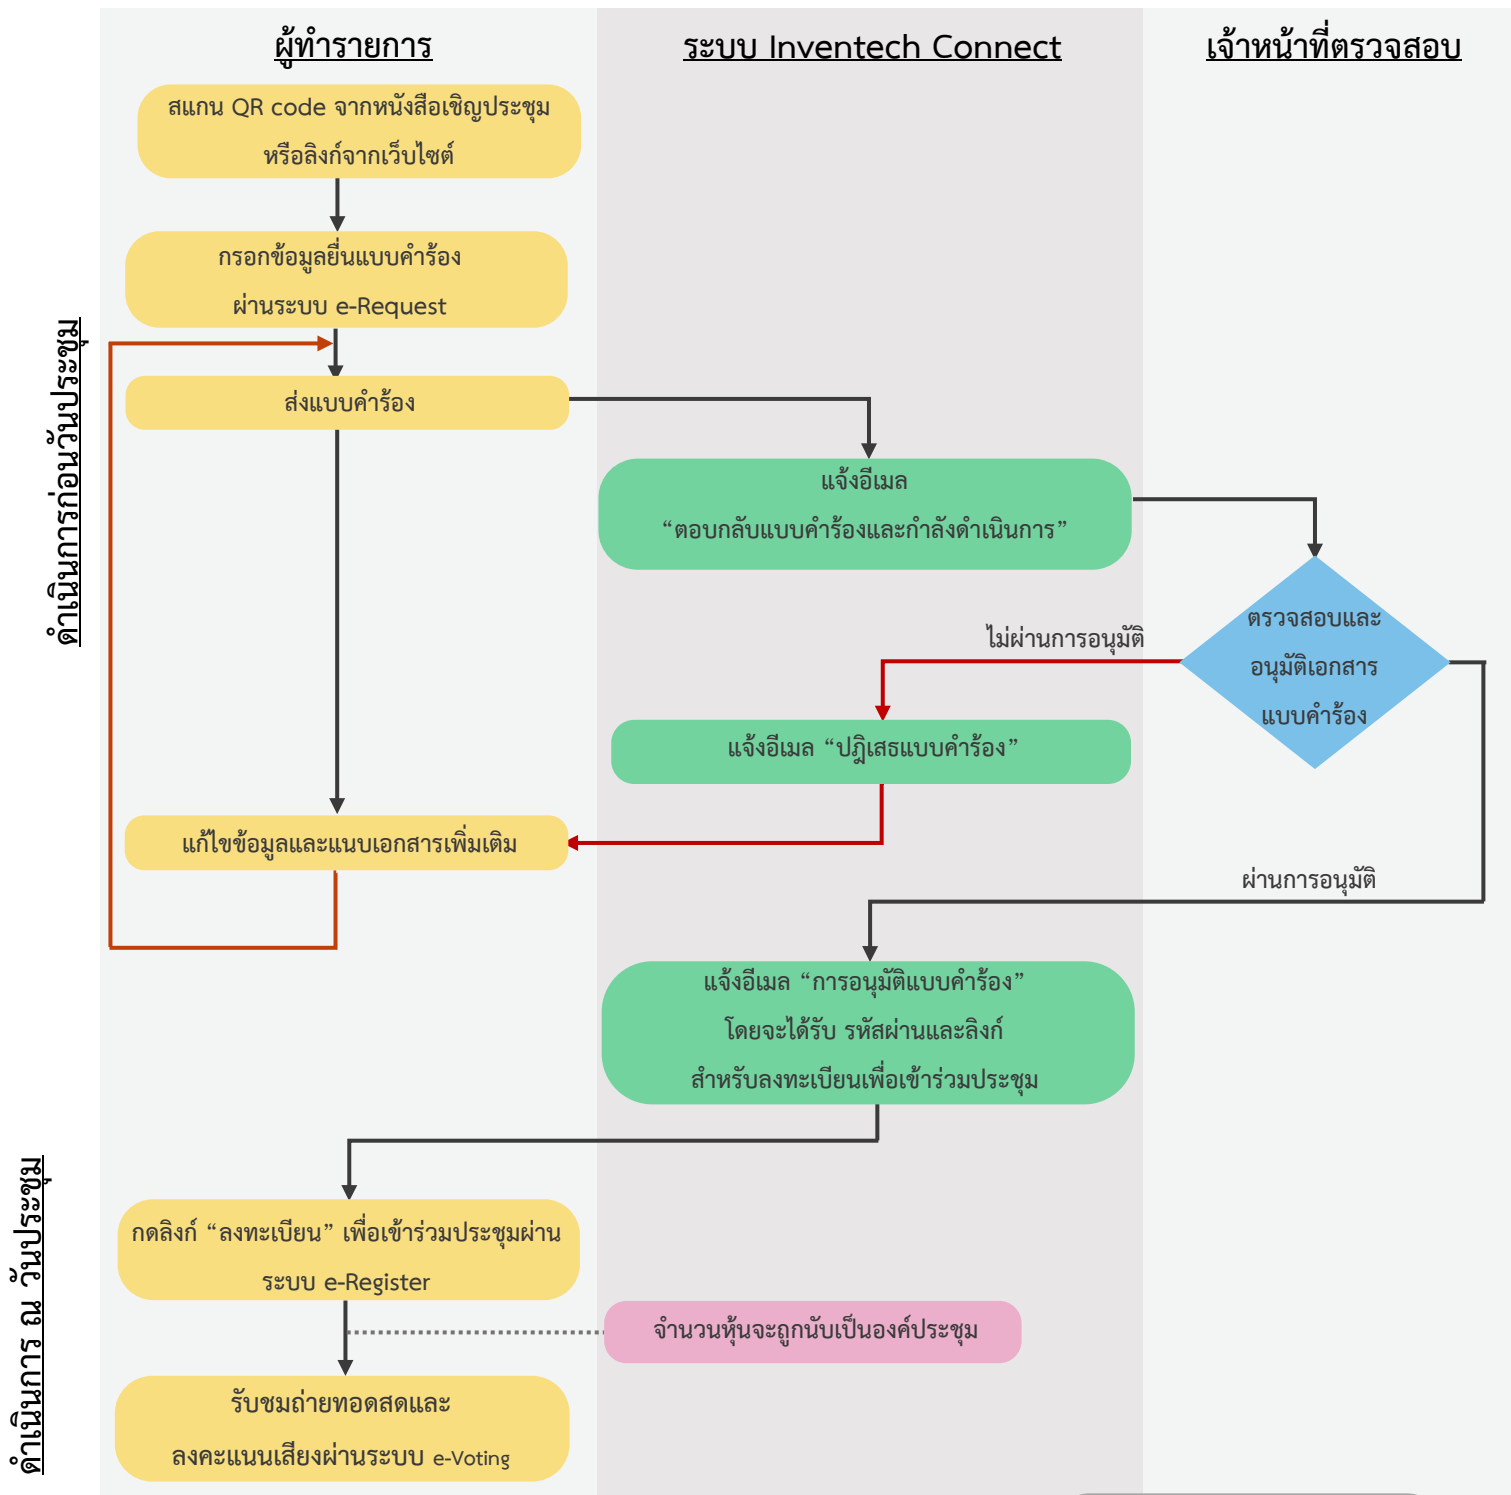 ผู้ทำรายการ
ระบบ Inventech Connect
เจ้าหน้าที่ตรวจสอบ
ดำเนินการก่อนวันประชุม
สแกน QR code จากหนังสือเชิญประชุม
หรือลิงก์จากเว็บไซต์
กรอกข้อมูลยื่นแบบคำร้อง
ผ่านระบบ e-Request
ส่งแบบคำร้อง
แจ้งอีเมล
“ตอบกลับแบบคำร้องและกำลังดำเนินการ”
ตรวจสอบและ
อนุมัติเอกสาร
แบบคำร้อง
ไม่ผ่านการอนุมัติ
แจ้งอีเมล “ปฎิเสธแบบคำร้อง”
แก้ไขข้อมูลและแนบเอกสารเพิ่มเติม
ผ่านการอนุมัติ
แจ้งอีเมล “การอนุมัติแบบคำร้อง”
โดยจะได้รับ รหัสผ่านและลิงก์
สำหรับลงทะเบียนเพื่อเข้าร่วมประชุม
ดำเนินการ ณ วันประชุม
กดลิงก์ “ลงทะเบียน” เพื่อเข้าร่วมประชุมผ่าน
ระบบ e-Register
จำนวนหุ้นจะถูกนับเป็นองค์ประชุม
รับชมถ่ายทอดสดและ
ลงคะแนนเสียงผ่านระบบ e-Voting